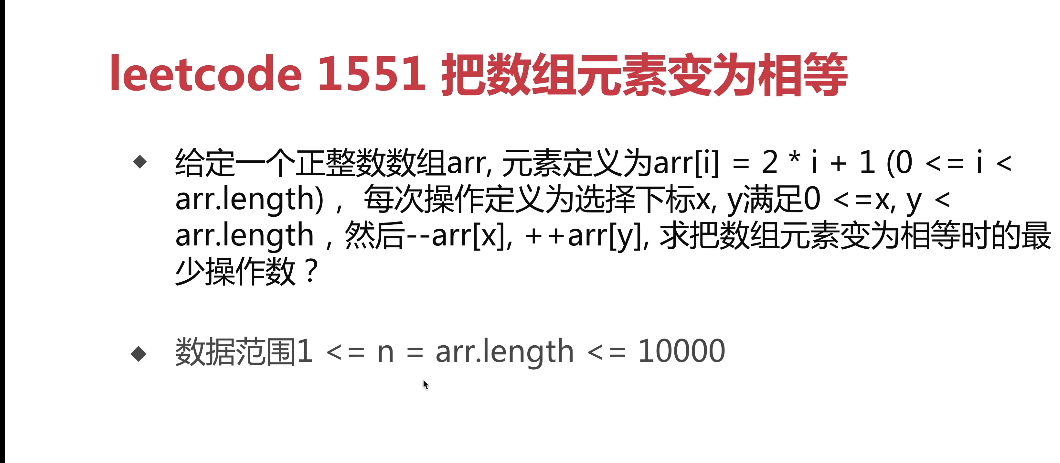 leetcode 1551 把数组元素变为相等
◆ 给定一个正整数数组arr, 元素定义为arr[i] = 2 * i + 1 (0 <= i <
arr.length) ， 每次操作定义为选择下标x, y满足0 <=x, y <
arr.length，然后--arr[x], ++arr[y], 求把数组元素变为相等时的最
少操作数？
◆ 数据范围1 <= n = arr.length <= 10000